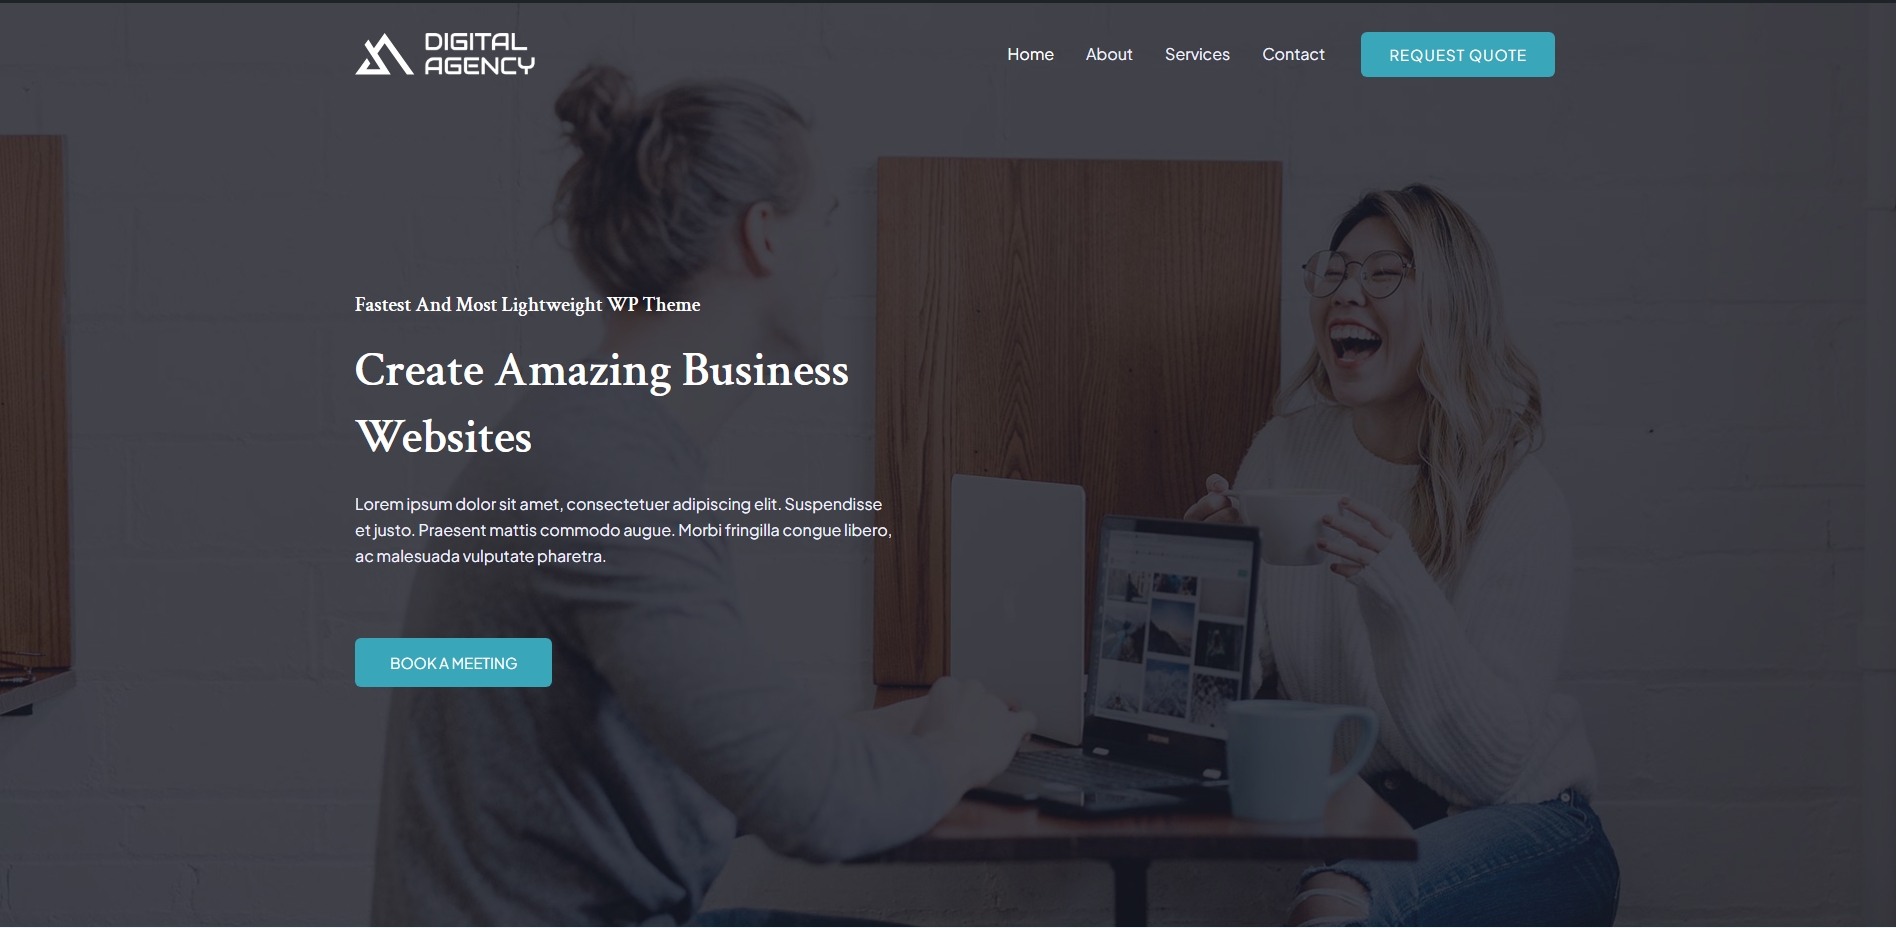 DIGITAL
AGENCY
Home About Services Contact REQUEST QUOTE
Fastest And Most Lightweight WP Theme
Create Amazing Business
Websites
Lorem ipsum dolor sit amet, consectetuer adipiscing elit. Suspendisse
et justo. Praesent mattis commodo augue. Morbi fringilla congue libero,
ac malesuada vulputate pharetra.
BOOK A MEETING